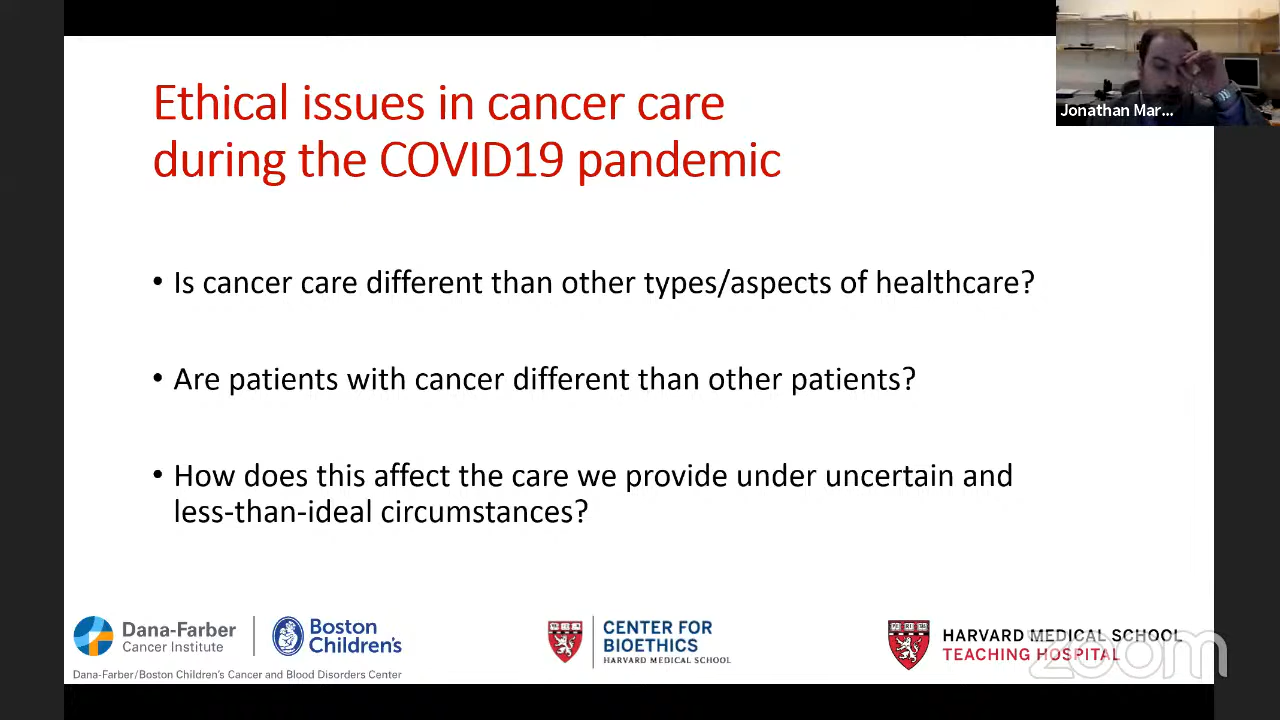 Ethical issues in cancer care
during the COVID19 pandemic
Jonathan Mar...
• Is cancer care different than other types/aspects of healthcare?
• Are patients with cancer different than other patients?
• How does this affect the care we provide under uncertain and
less-than-ideal circumstances?
Dana-Farber
Cancer Institute
Boston
Children's
Dana-Farber/Boston Children's Cancer and Blood Disorders Center
CENTER FOR
BIOETHICS
HARVARD MEDICAL SCHOOL
HARVARD MEDICAL SCHOOL
TEACHING HOSPITAL
zoom